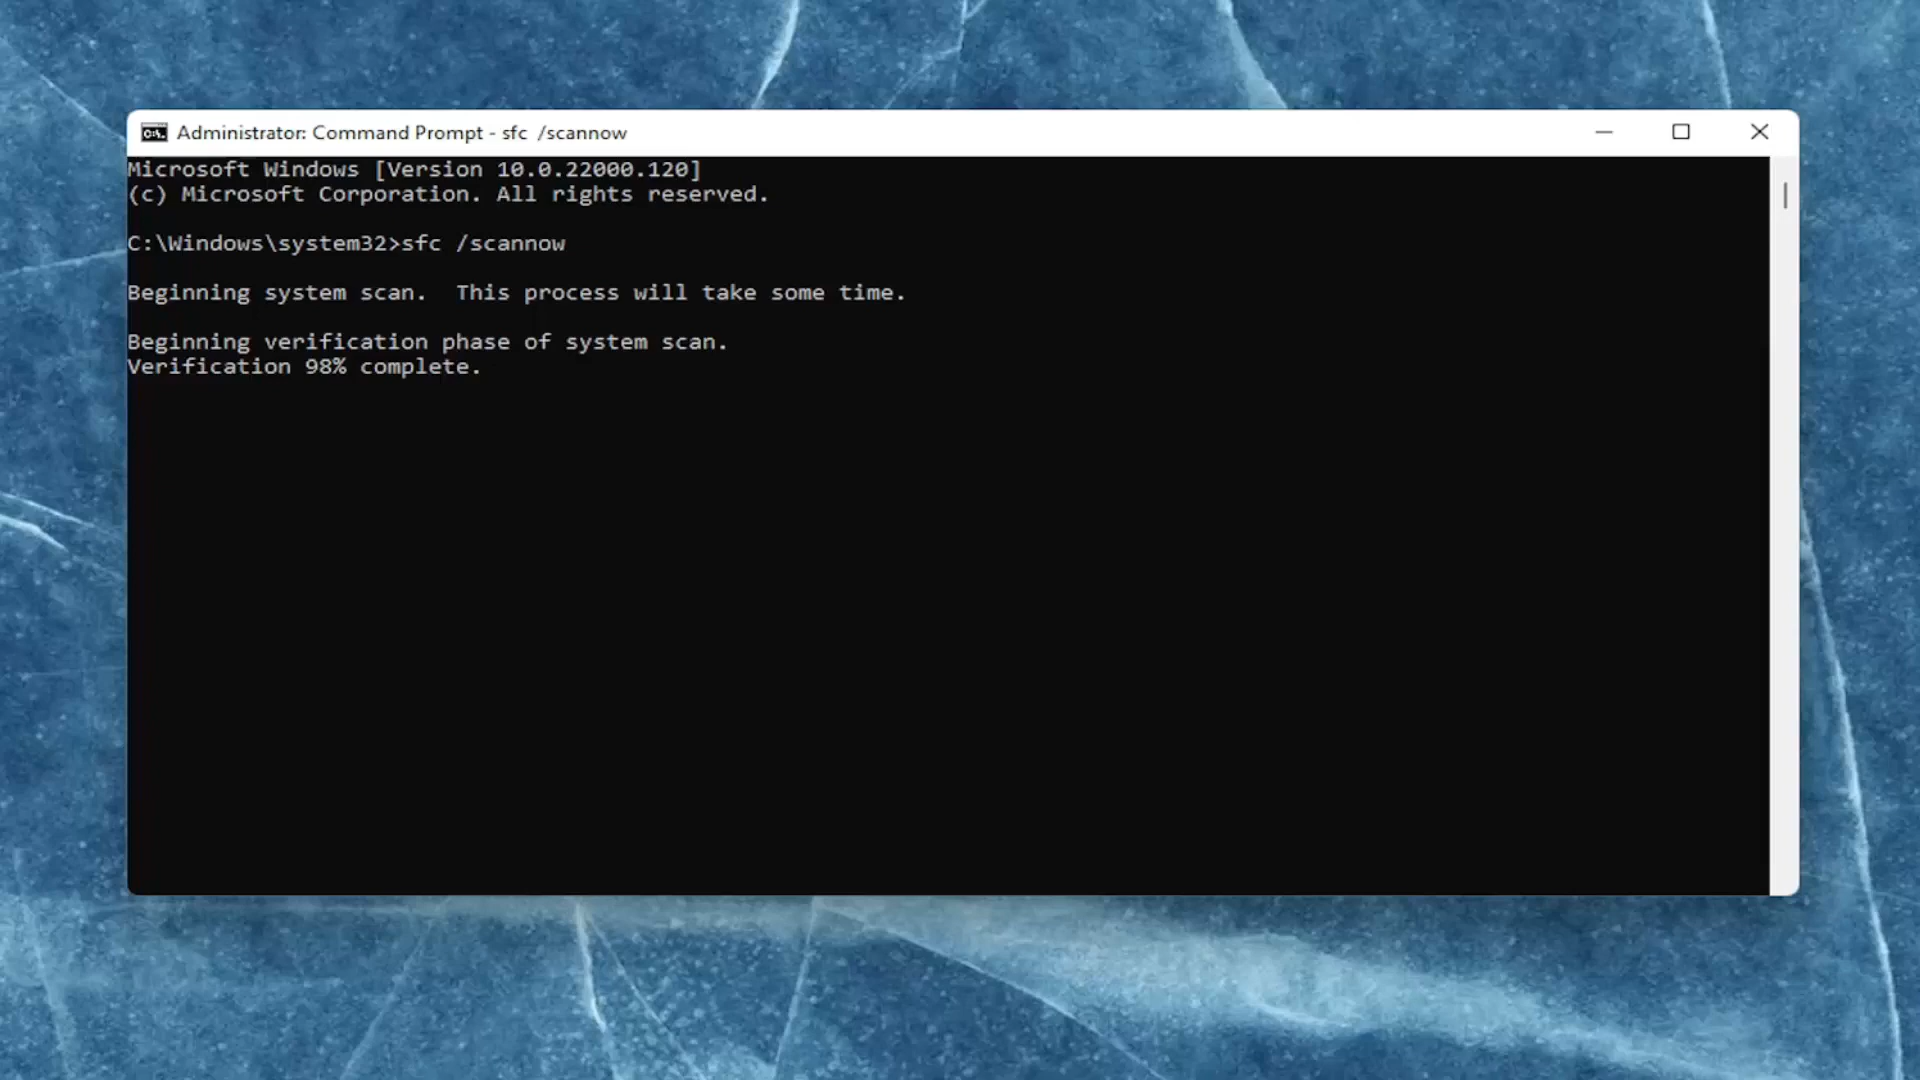 Administrator: Command Prompt - sfc  /scannow
Microsoft Windows [Version 10.0.22000.120]
(c) Microsoft Corporation. All rights reserved.
C:\Windows\system32>sfc /scannow
Beginning system scan.  This process will take some time.
Beginning verification phase of system scan.
Verification 98% complete.